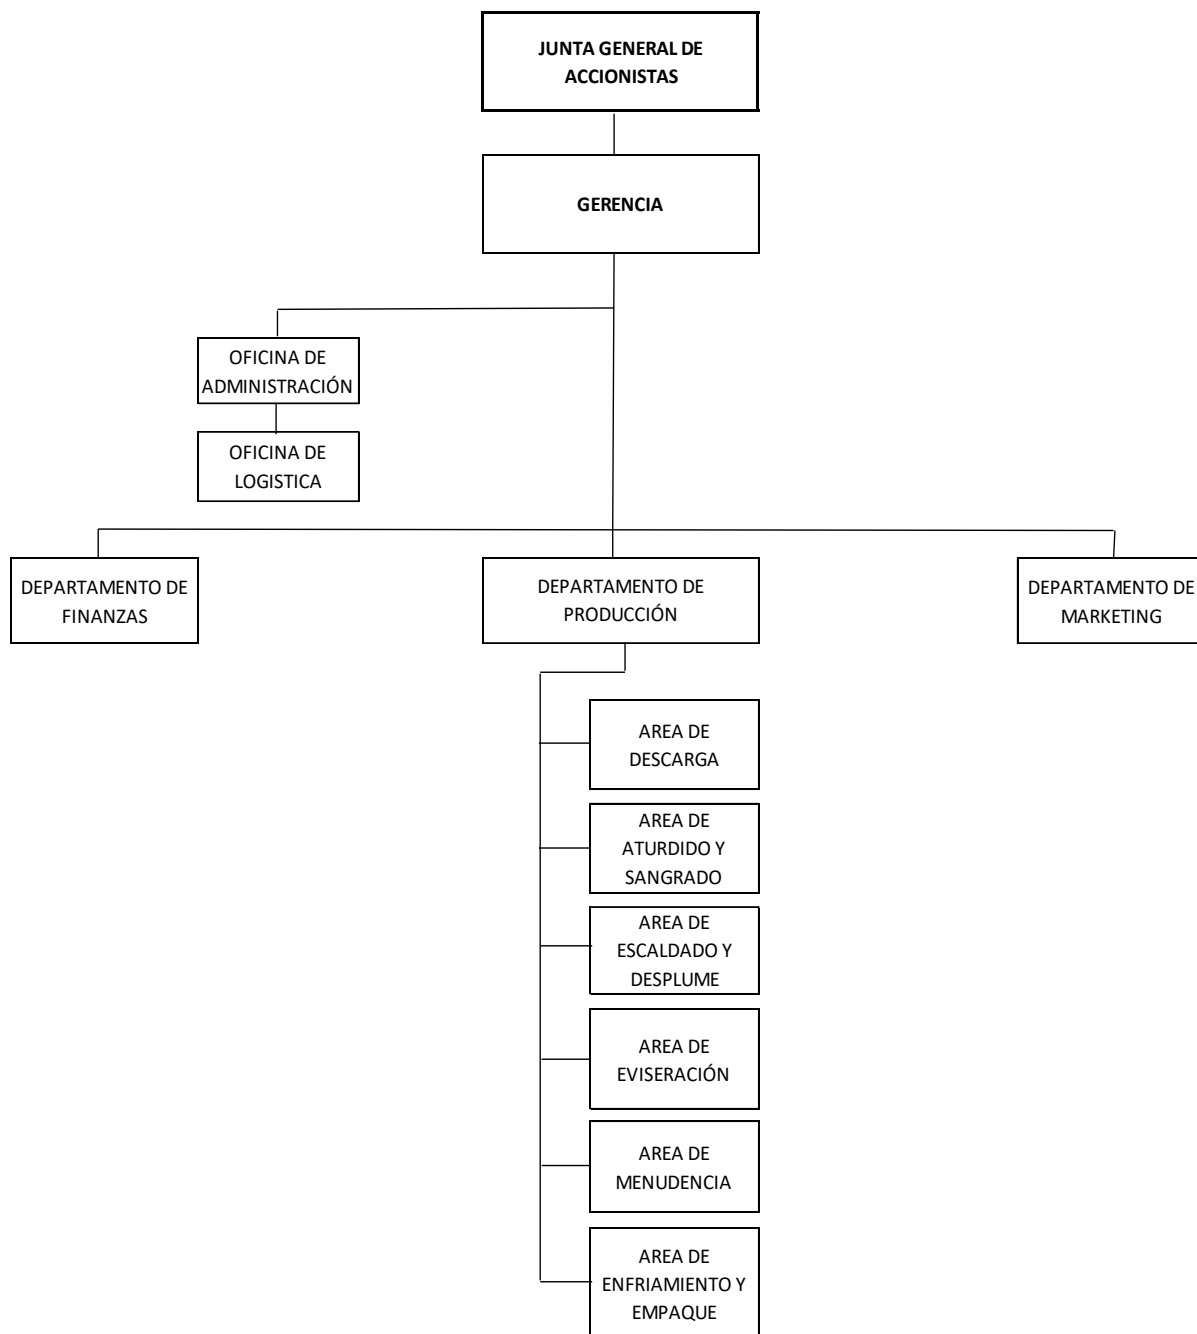 JUNTA GENERAL DE
ACCIONISTAS
GERENCIA
OFICINA DE
ADMINISTRACIÓN
OFICINA DE
LOGISTICA
DEPARTAMENTO DE
FINANZAS
DEPARTAMENTO DE
PRODUCCIÓN
DEPARTAMENTO DE
MARKETING
AREA DE
DESCARGA
AREA DE
ATURDIDO Y
SANGRADO
AREA DE
ESCALDADO Y
DESPLUME
AREA DE
EVISERACIÓN
AREA DE
MENUDENCIA
AREA DE
ENFRIAMIENTO Y
EMPAQUE